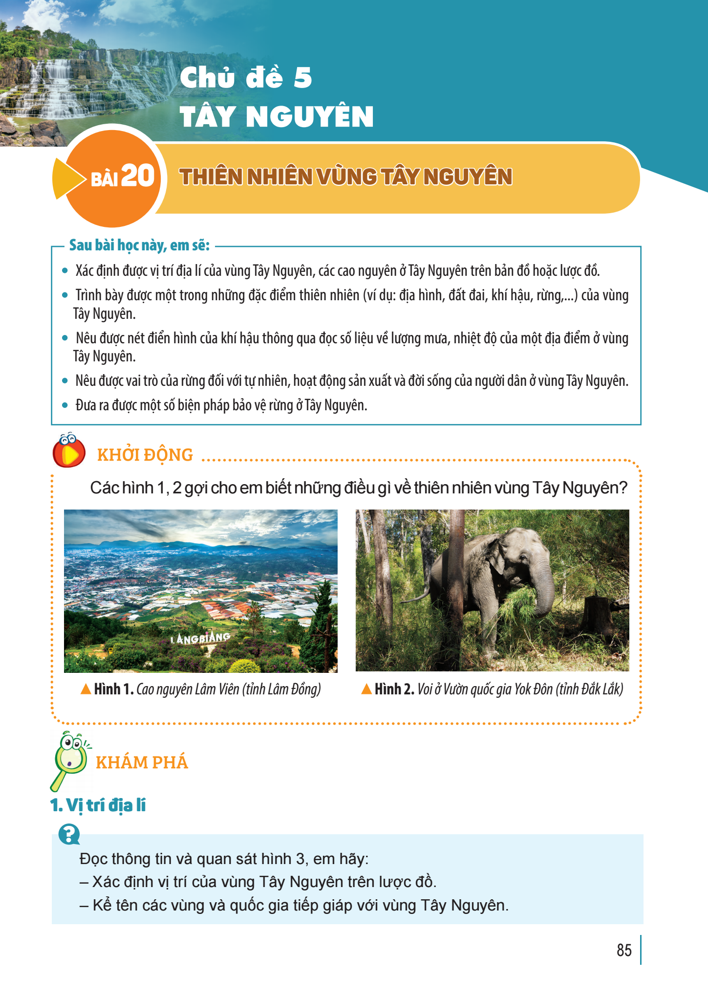 Chủ đề 5
TÂY NGUYÊN
BÀI 20
THIÊN NHIÊN VÙNG TÂY NGUYÊN
Sau bài học này, em sẽ:
• Xác định được vị trí địa lí của vùng Tây Nguyên, các cao nguyên ở Tây Nguyên trên bản đồ hoặc lược đồ.
• Trình bày được một trong những đặc điểm thiên nhiên (ví dụ: địa hình, đất đai, khí hậu, rừng,...) của vùng
Tây Nguyên.
• Nêu được nét điển hình của khí hậu thông qua đọc số liệu về lượng mưa, nhiệt độ của một địa điểm ở vùng
Tây Nguyên.
• Nêu được vai trò của rừng đối với tự nhiên, hoạt động sản xuất và đời sống của người dân ở vùng Tây Nguyên.
• Đưa ra được một số biện pháp bảo vệ rừng ở Tây Nguyên.
KHỞI ĐỘNG
Các hình 1, 2 gợi cho em biết những điều gì về thiên nhiên vùng Tây Nguyên?
LANGBIANG
Hình 1. Cao nguyên Lâm Viên (tỉnh Lâm Đồng)
Hình 2. Voi ở Vườn quốc gia Yok Đôn (tỉnh Đắk Lắk)
KHÁM PHÁ
1. Vị trí địa lí
?
Đọc thông tin và quan sát hình 3, em hãy:
– Xác định vị trí của vùng Tây Nguyên trên lược đồ.
– Kể tên các vùng và quốc gia tiếp giáp với vùng Tây Nguyên.
85